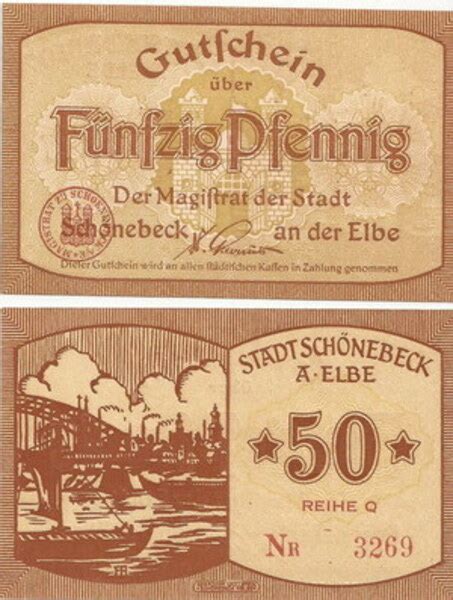 Gutſchein
über
Fünfzig Pfennig
Der Magiſtrat der Stadt
Schönebeck an der Elbe
Dieſer Gutſchein wird an allen ſtädtiſchen Kaſſen in Zahlung genommen
STADT SCHÖNEBECK
A·ELBE
★50★
REIHE Q
NR 3269